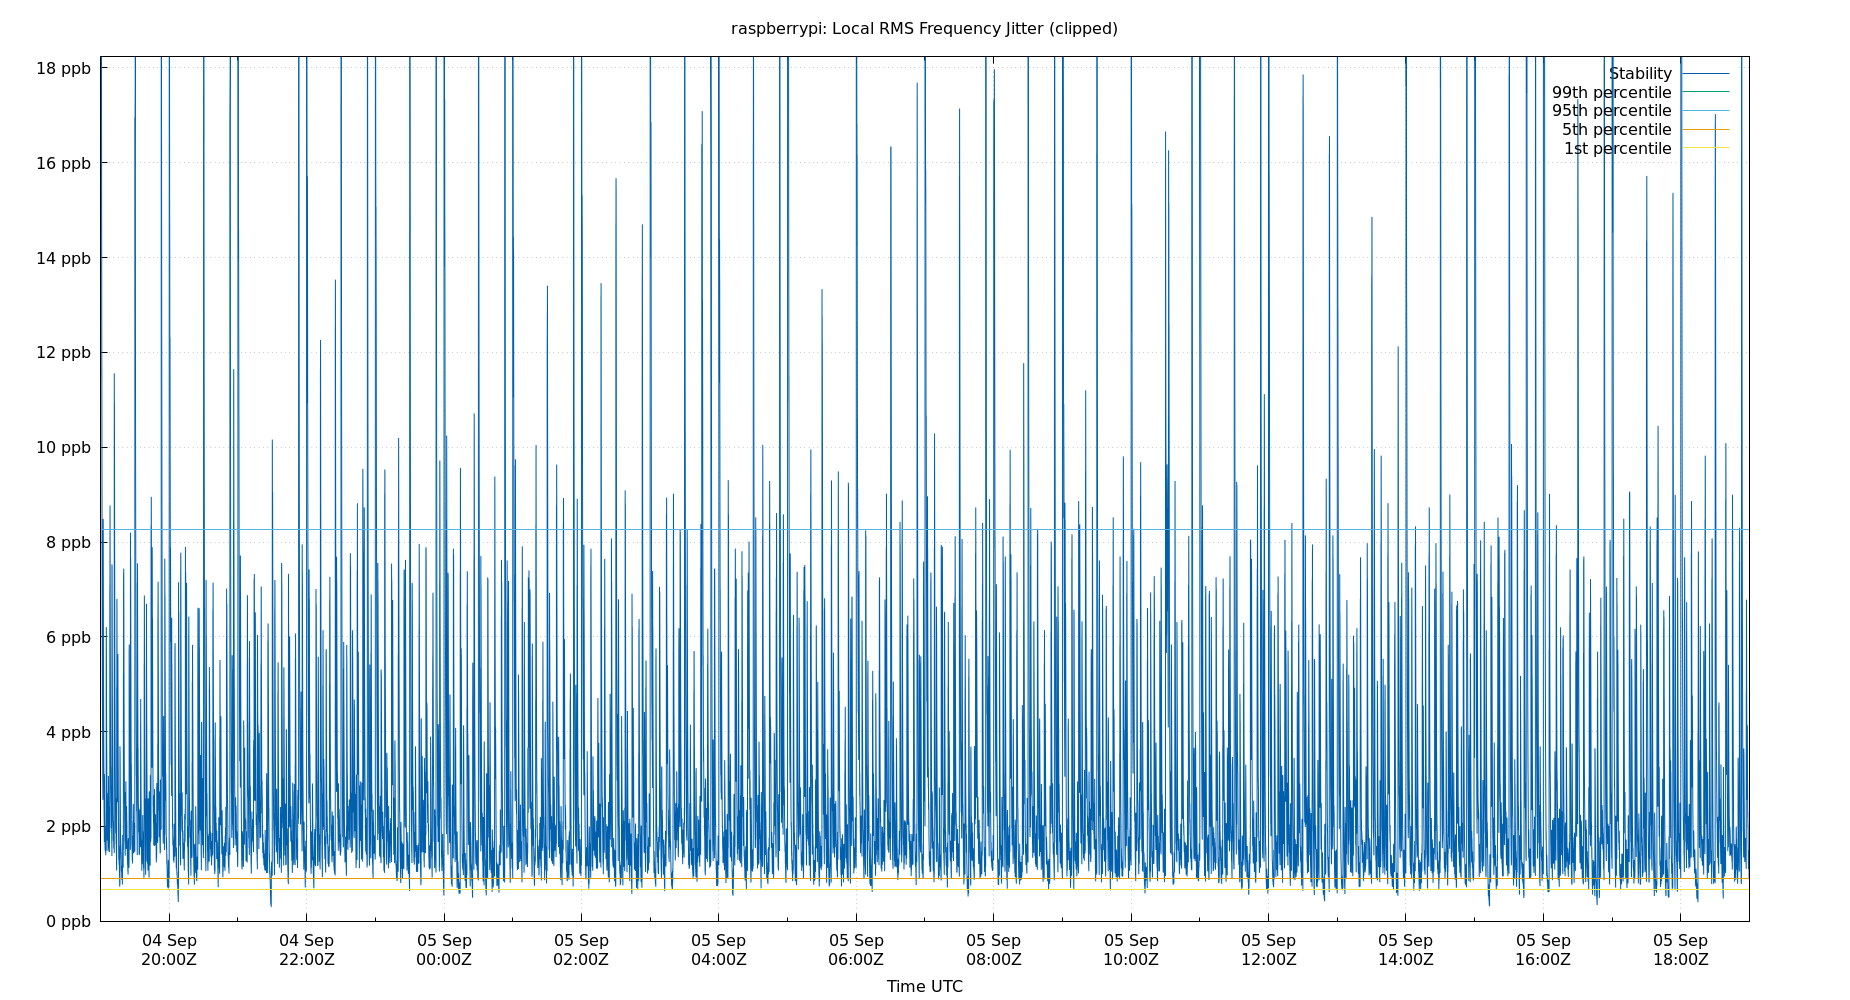 raspberrypi: Local RMS Frequency Jitter (clipped)
18 ppb
16 ppb
14 ppb
12 ppb
10 ppb
8 ppb
6 ppb
4 ppb
2 ppb
0 ppb
Stability
99th percentile
95th percentile
5th percentile
1st percentile
04 Sep 04 Sep 05 Sep 05 Sep 05 Sep 05 Sep 05 Sep 05 Sep 05 Sep 05 Sep 05 Sep 05 Sep
20:00Z 22:00Z 00:00Z 02:00Z 04:00Z 06:00Z 08:00Z 10:00Z 12:00Z 14:00Z 16:00Z 18:00Z
Time UTC